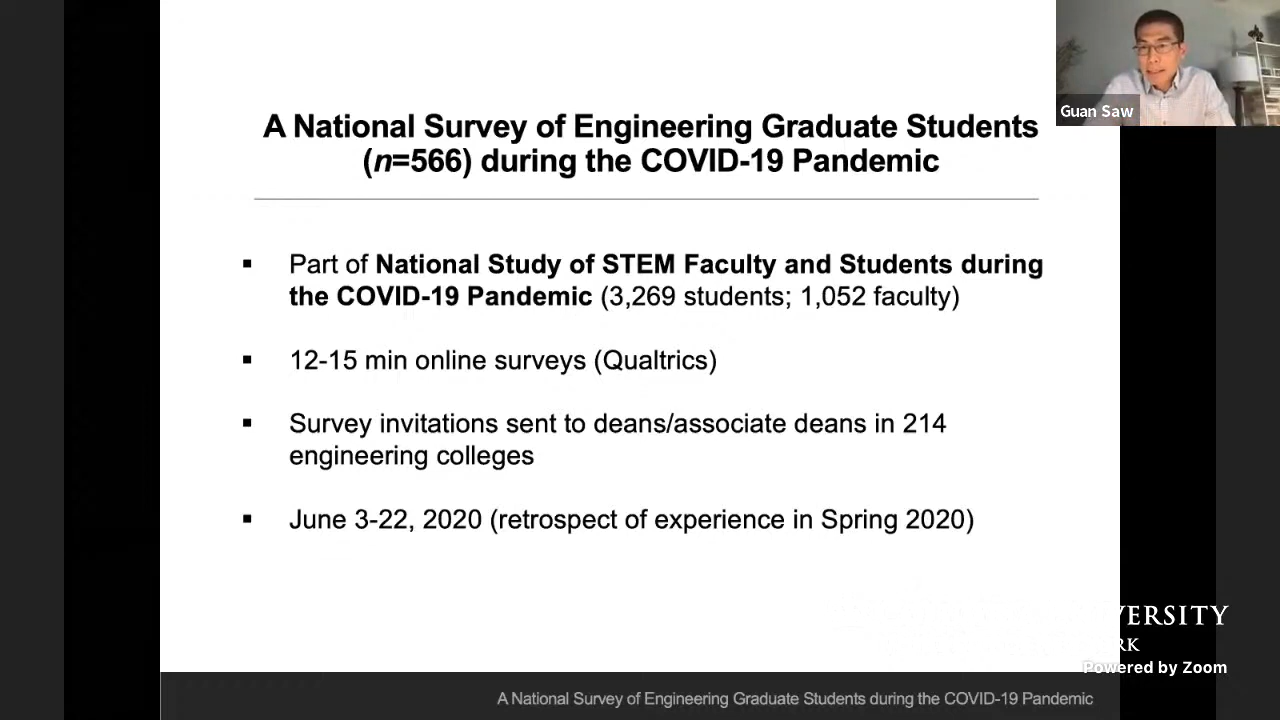 Guan Saw
A National Survey of Engineering Graduate Students
(n=566) during the COVID-19 Pandemic
▪ Part of National Study of STEM Faculty and Students during
the COVID-19 Pandemic (3,269 students; 1,052 faculty)
▪ 12-15 min online surveys (Qualtrics)
▪ Survey invitations sent to deans/associate deans in 214
engineering colleges
▪ June 3-22, 2020 (retrospect of experience in Spring 2020)
VERSITY
RK
Powered by Zoom
A National Survey of Engineering Graduate Students during the COVID-19 Pandemic